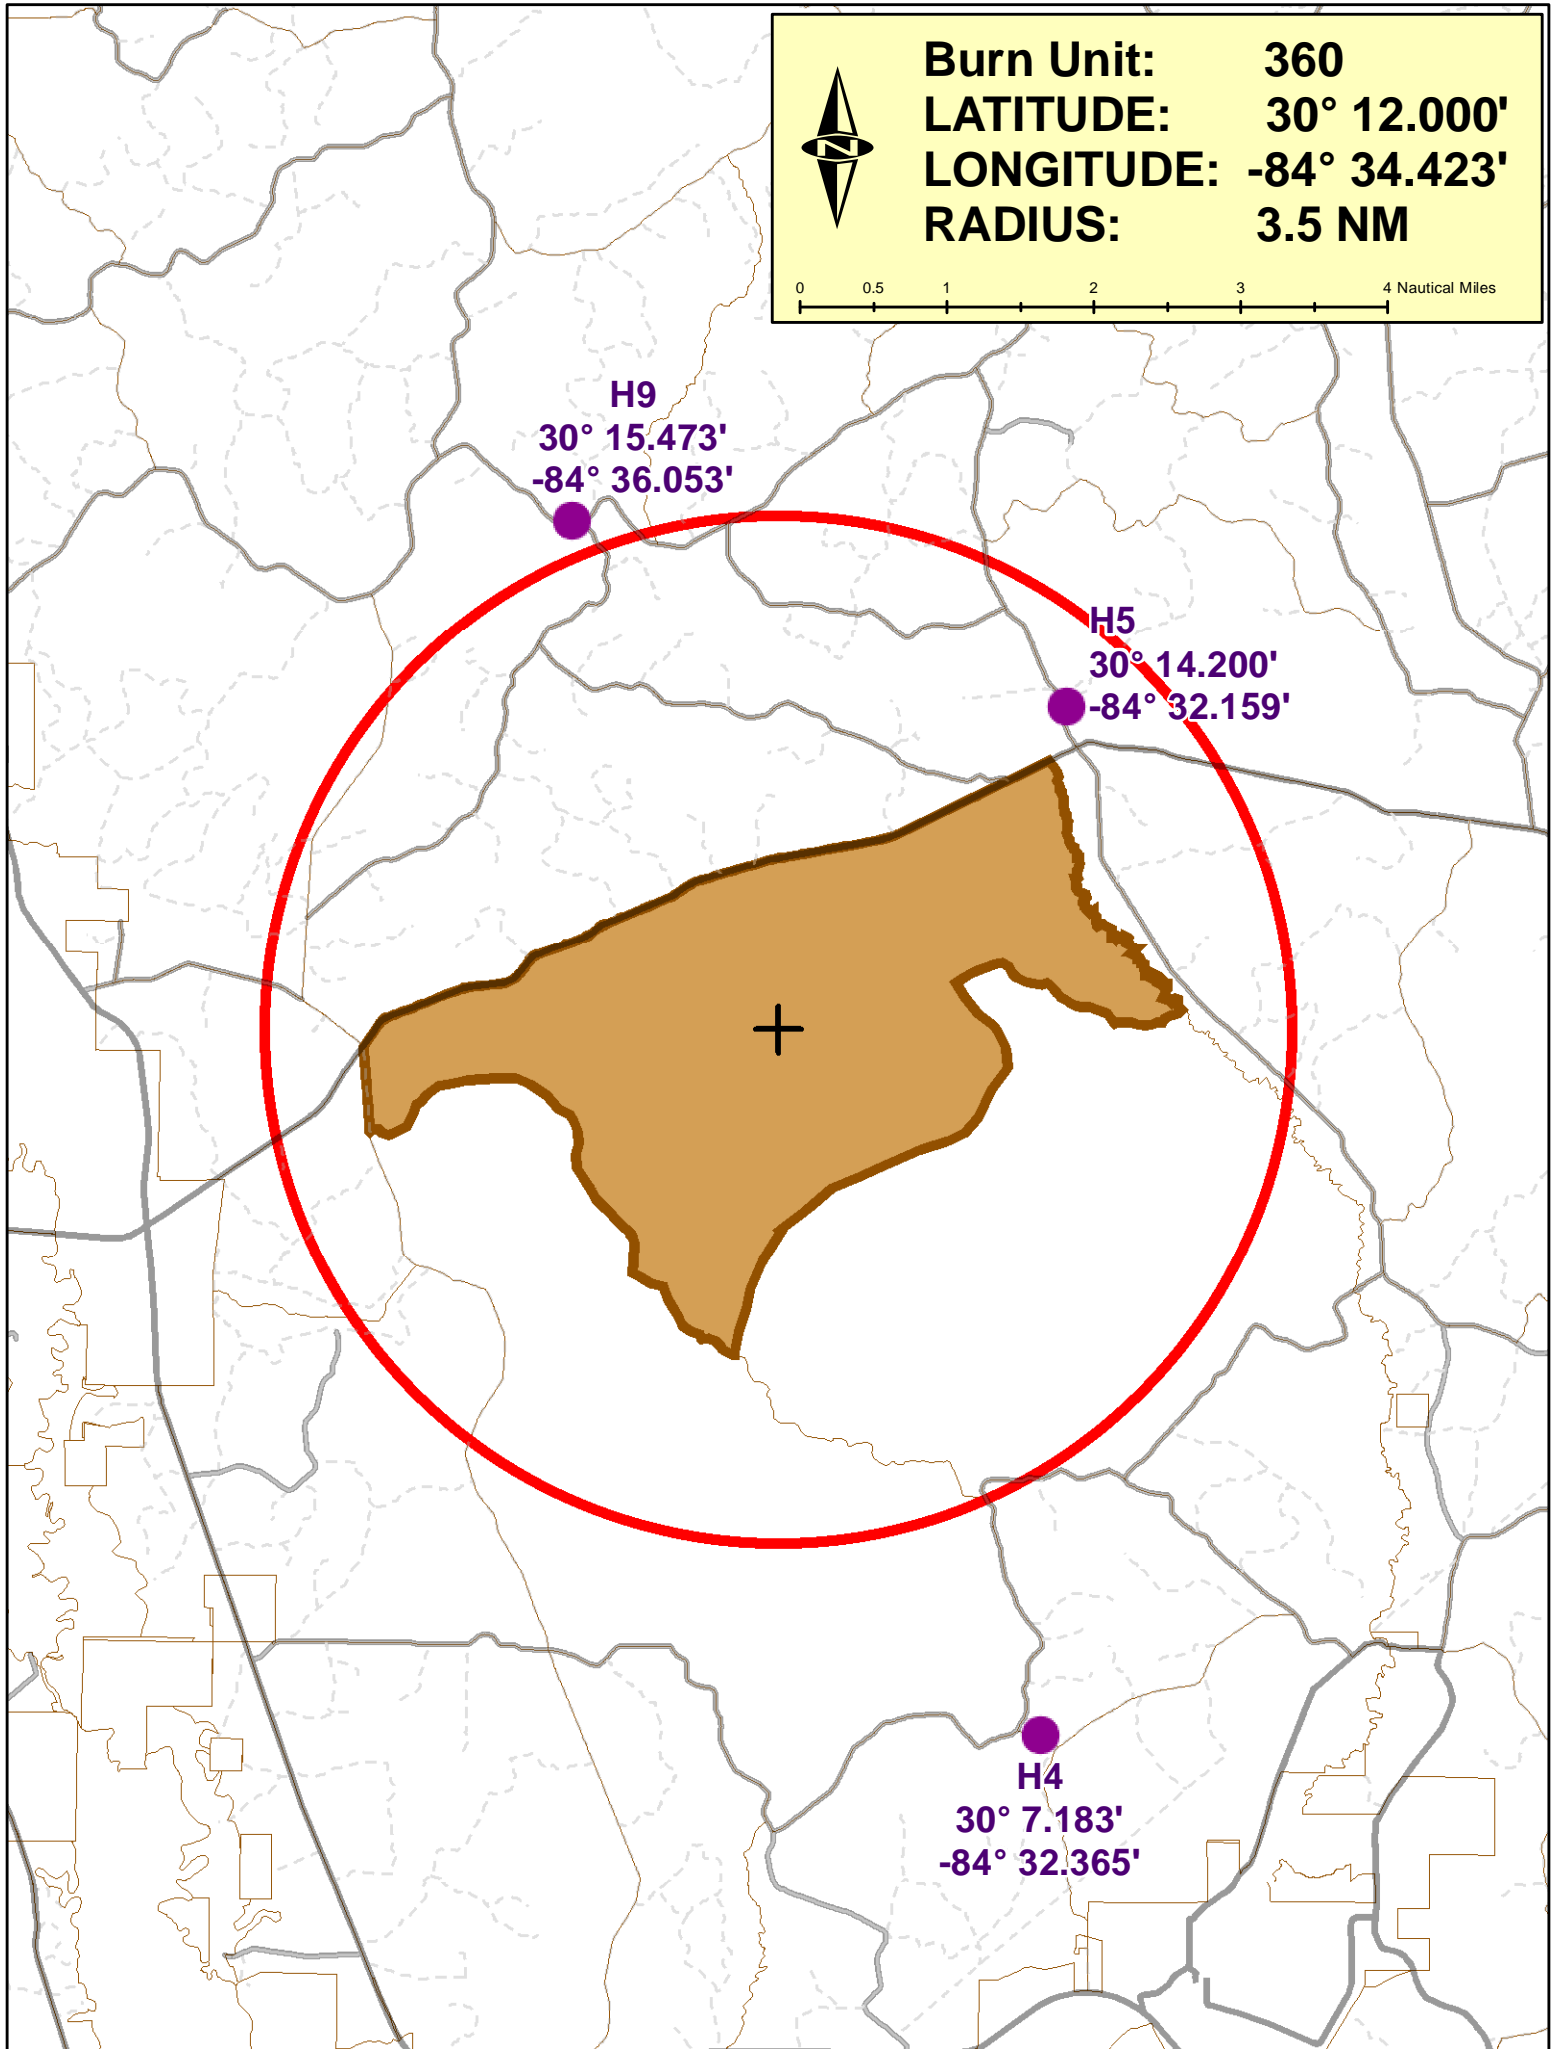 Burn Unit: 360
LATITUDE: 30° 12.000'
LONGITUDE: -84° 34.423'
RADIUS: 3.5 NM
N
0 0.5 1 2 3 4 Nautical Miles
H9
30° 15.473'
-84° 36.053'
H5
30° 14.200'
-84° 32.159'
H4
30° 7.183'
-84° 32.365'